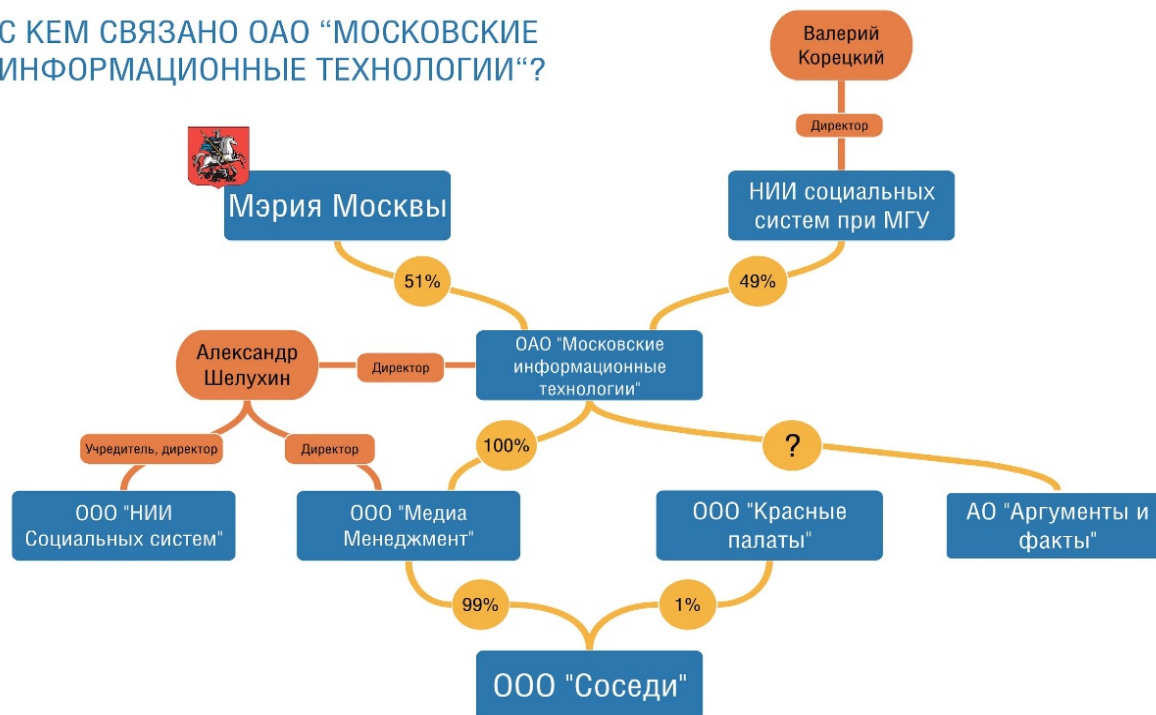 С КЕМ СВЯЗАНО ОАО “МОСКОВСКИЕ
ИНФОРМАЦИОННЫЕ ТЕХНОЛОГИИ“?
Валерий
Корецкий
Директор
Мэрия Москвы
НИИ социальных
систем при МГУ
51%
49%
Александр
Шелухин
Директор
ОАО "Московские
информационные
технологии"
Учредитель, директор
Директор
100%
?
ООО "НИИ
Социальных систем"
ООО "Медиа
Менеджмент"
ООО "Красные
палаты"
АО "Аргументы и
факты"
99%
1%
ООО "Соседи"